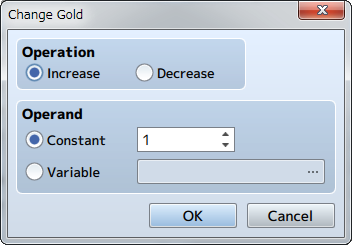 Change Gold
Operation
Increase Decrease
Operand
Constant 1
Variable ...
OK Cancel